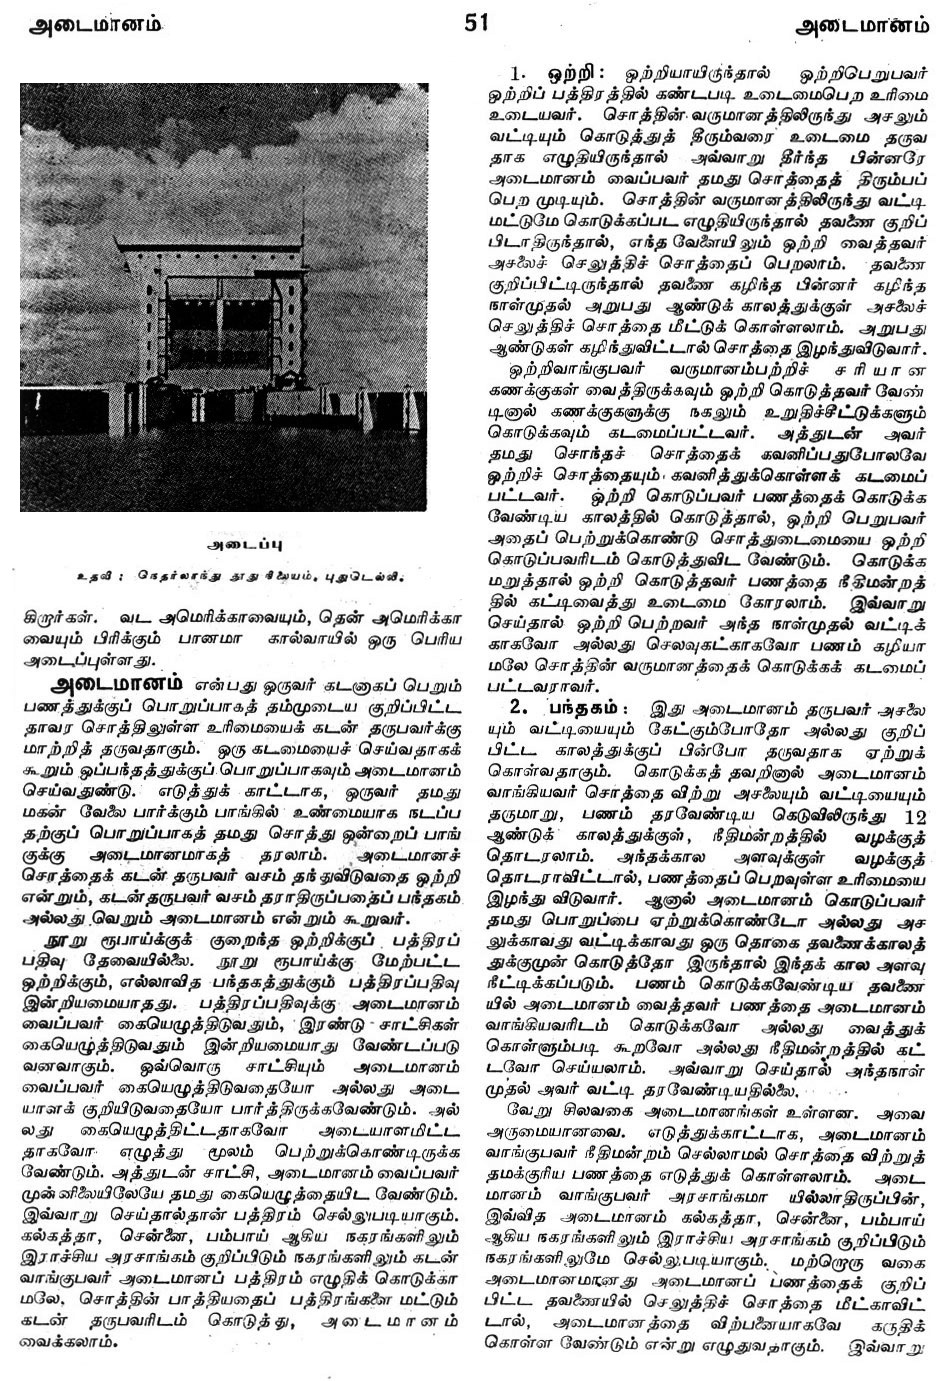 அடைமானம்
51
அடைமானம்
அடைப்பு
உதவி : நெதர்லாந்து தூது நிலையம், புதுடெல்லி.
கிறார்கள். வட அமெரிக்காவையும், தென் அமெரிக்கா
வையும் பிரிக்கும் பானமா கால்வாயில் ஒரு பெரிய
அடைப்புள்ளது.
அடைமானம் என்பது ஒருவர் கடனாகப் பெறும்
பணத்துக்குப் பொறுப்பாகத் தம்முடைய குறிப்பிட்ட
தாவர சொத்திலுள்ள உரிமையைக் கடன் தருபவர்க்கு
மாற்றித் தருவதாகும். ஒரு கடமையைச் செய்வதாகக்
கூறும் ஒப்பந்தத்துக்குப் பொறுப்பாகவும் அடைமானம்
செய்வதுண்டு. எடுத்துக் காட்டாக, ஒருவர் தமது
மகன் வேலை பார்க்கும் பாங்கில் உண்மையாக நடப்ப
தற்குப் பொறுப்பாகத் தமது சொத்து ஒன்றைப் பாங்
குக்கு அடைமானமாகத் தரலாம். அடைமானச்
சொத்தைக் கடன் தருபவர் வசம் தந்துவிடுவதை ஒற்றி
என்றும், கடன்தருபவர் வசம் தராதிருப்பதைப் பந்தகம்
அல்லது வெறும் அடைமானம் என்றும் கூறுவர்.
நூறு ரூபாய்க்குக் குறைந்த ஒற்றிக்குப் பத்திரப்
பதிவு தேவையில்லை. நூறு ரூபாய்க்கு மேற்பட்ட
ஒற்றிக்கும், எல்லாவித பந்தகத்துக்கும் பத்திரப்பதிவு
இன்றியமையாதது. பத்திரப்பதிவுக்கு அடைமானம்
வைப்பவர் கையெழுத்திடுவதும், இரண்டு சாட்சிகள்
கையெழுத்திடுவதும் இன்றியமையாது வேண்டப்படு
வனவாகும். ஒவ்வொரு சாட்சியும் அடைமானம்
வைப்பவர் கையெழுத்திடுவதையோ அல்லது அடை
யாளக் குறியிடுவதையோ பார்த்திருக்கவேண்டும். அல்
லது கையெழுத்திட்டதாகவோ அடையாளமிட்ட
தாகவோ எழுத்து மூலம் பெற்றுக்கொண்டிருக்க
வேண்டும். அத்துடன் சாட்சி, அடைமானம் வைப்பவர்
முன்னிலையிலேயே தமது கையெழுத்தையிட வேண்டும்.
இவ்வாறு செய்தால்தான் பத்திரம் செல்லுபடியாகும்.
கல்கத்தா, சென்னை, பம்பாய் ஆகிய நகரங்களிலும்
இராச்சிய அரசாங்கம் குறிப்பிடும் நகரங்களிலும் கடன்
வாங்குபவர் அடைமானப் பத்திரம் எழுதிக் கொடுக்கா
மலே, சொத்தின் பாத்தியதைப் பத்திரங்களை மட்டும்
கடன் தருபவரிடம் கொடுத்து, அடைமானம்
வைக்கலாம்.
1. ஒற்றி : ஒற்றியாயிருந்தால் ஒற்றிபெறுபவர்
ஒற்றிப் பத்திரத்தில் கண்டபடி உடைமைபெற உரிமை
உடையவர். சொத்தின் வருமானத்திலிருந்து அசலும்
வட்டியும் கொடுத்துத் தீரும்வரை உடைமை தருவ
தாக எழுதியிருந்தால் அவ்வாறு தீர்ந்த பின்னரே
அடைமானம் வைப்பவர் தமது சொத்தைத் திரும்பப்
பெற முடியும். சொத்தின் வருமானத்திலிருந்து வட்டி
மட்டுமே கொடுக்கப்பட எழுதியிருந்தால் தவணை குறிப்
பிடாதிருந்தால், எந்த வேளையிலும் ஒற்றி வைத்தவர்
அசலைச் செலுத்திச் சொத்தைப் பெறலாம். தவணை
குறிப்பிட்டிருந்தால் தவணை கழிந்த பின்னர் கழிந்த
நாள்முதல் அறுபது ஆண்டுக் காலத்துக்குள் அசலைச்
செலுத்திச் சொத்தை மீட்டுக் கொள்ளலாம். அறுபது
ஆண்டுகள் கழிந்துவிட்டால் சொத்தை இழந்துவிடுவார்.
ஒற்றிவாங்குபவர் வருமானம்பற்றிச் சரியான
கணக்குகள் வைத்திருக்கவும் ஒற்றி கொடுத்தவர் வேண்
டினால் கணக்குகளுக்கு நகலும் உறுதிச்சீட்டுக்களும்
கொடுக்கவும் கடமைப்பட்டவர். அத்துடன் அவர்
தமது சொந்தச் சொத்தைக் கவனிப்பதுபோலவே
ஒற்றிச் சொத்தையும் கவனித்துக்கொள்ளக் கடமைப்
பட்டவர். ஒற்றி கொடுப்பவர் பணத்தைக் கொடுக்க
வேண்டிய காலத்தில் கொடுத்தால், ஒற்றி பெறுபவர்
அதைப் பெற்றுக்கொண்டு சொத்துடைமையை ஒற்றி
கொடுப்பவரிடம் கொடுத்துவிட வேண்டும். கொடுக்க
மறுத்தால் ஒற்றி கொடுத்தவர் பணத்தை நீதிமன்றத்
தில் கட்டிவைத்து உடைமை கோரலாம். இவ்வாறு
செய்தால் ஒற்றி பெற்றவர் அந்த நாள்முதல் வட்டிக்
காகவோ அல்லது செலவுகட்காகவோ பணம் கழியா
மலே சொத்தின் வருமானத்தைக் கொடுக்கக் கடமைப்
பட்டவராவர்.
2. பந்தகம் : இது அடைமானம் தருபவர் அசலை
யும் வட்டியையும் கேட்கும்போதோ அல்லது குறிப்
பிட்ட காலத்துக்குப் பின்போ தருவதாக ஏற்றுக்
கொள்வதாகும். கொடுக்கத் தவறினால் அடைமானம்
வாங்கியவர் சொத்தை விற்று அசலையும் வட்டியையும்
தருமாறு, பணம் தரவேண்டிய கெடுவிலிருந்து 12
ஆண்டுக் காலத்துக்குள், நீதிமன்றத்தில் வழக்குத்
தொடரலாம். அந்தக்கால அளவுக்குள் வழக்குத்
தொடராவிட்டால், பணத்தைப் பெறவுள்ள உரிமையை
இழந்து விடுவார். ஆனால் அடைமானம் கொடுப்பவர்
தமது பொறுப்பை ஏற்றுக்கொண்டோ அல்லது அச
லுக்காவது வட்டிக்காவது ஒரு தொகை தவணைக்காலத்
துக்குமுன் கொடுத்தோ இருந்தால் இந்தக் கால அளவு
நீட்டிக்கப்படும். பணம் கொடுக்கவேண்டிய தவணை
யில் அடைமானம் வைத்தவர் பணத்தை அடைமானம்
வாங்கியவரிடம் கொடுக்கவோ அல்லது வைத்துக்
கொள்ளும்படி கூறவோ அல்லது நீதிமன்றத்தில் கட்
டவோ செய்யலாம். அவ்வாறு செய்தால் அந்தநாள்
முதல் அவர் வட்டி தரவேண்டியதில்லை.
வேறு சிலவகை அடைமானங்கள் உள்ளன. அவை
அருமையானவை. எடுத்துக்காட்டாக, அடைமானம்
வாங்குபவர் நீதிமன்றம் செல்லாமல் சொத்தை விற்றுத்
தமக்குரிய பணத்தை எடுத்துக் கொள்ளலாம். அடை
மானம் வாங்குபவர் அரசாங்கமா யில்லாதிருப்பின்,
இவ்வித அடைமானம் கல்கத்தா, சென்னை, பம்பாய்
ஆகிய நகரங்களிலும் இராச்சிய அரசாங்கம் குறிப்பிடும்
நகரங்களிலுமே செல்லுபடியாகும். மற்றொரு வகை
அடைமானமானது அடைமானப் பணத்தைக் குறிப்
பிட்ட தவணையில் செலுத்திச் சொத்தை மீட்காவிட்
டால், அடைமானத்தை விற்பனையாகவே கருதிக்
கொள்ள வேண்டும் என்று எழுதுவதாகும். இவ்வாறு